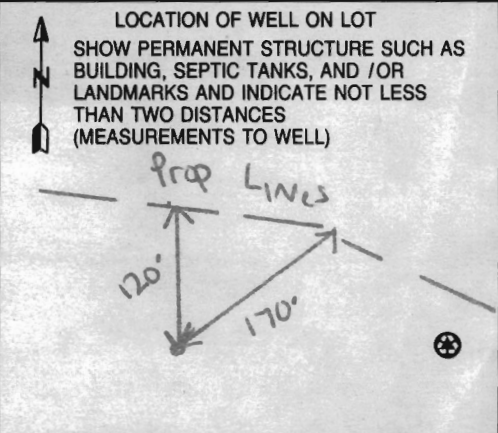 LOCATION OF WELL ON LOT
SHOW PERMANENT STRUCTURE SUCH AS
N
BUILDING, SEPTIC TANKS, AND /OR
LANDMARKS AND INDICATE NOT LESS
THAN TWO DISTANCES
(MEASUREMENTS TO WELL)
Prop LINes
120'
170'